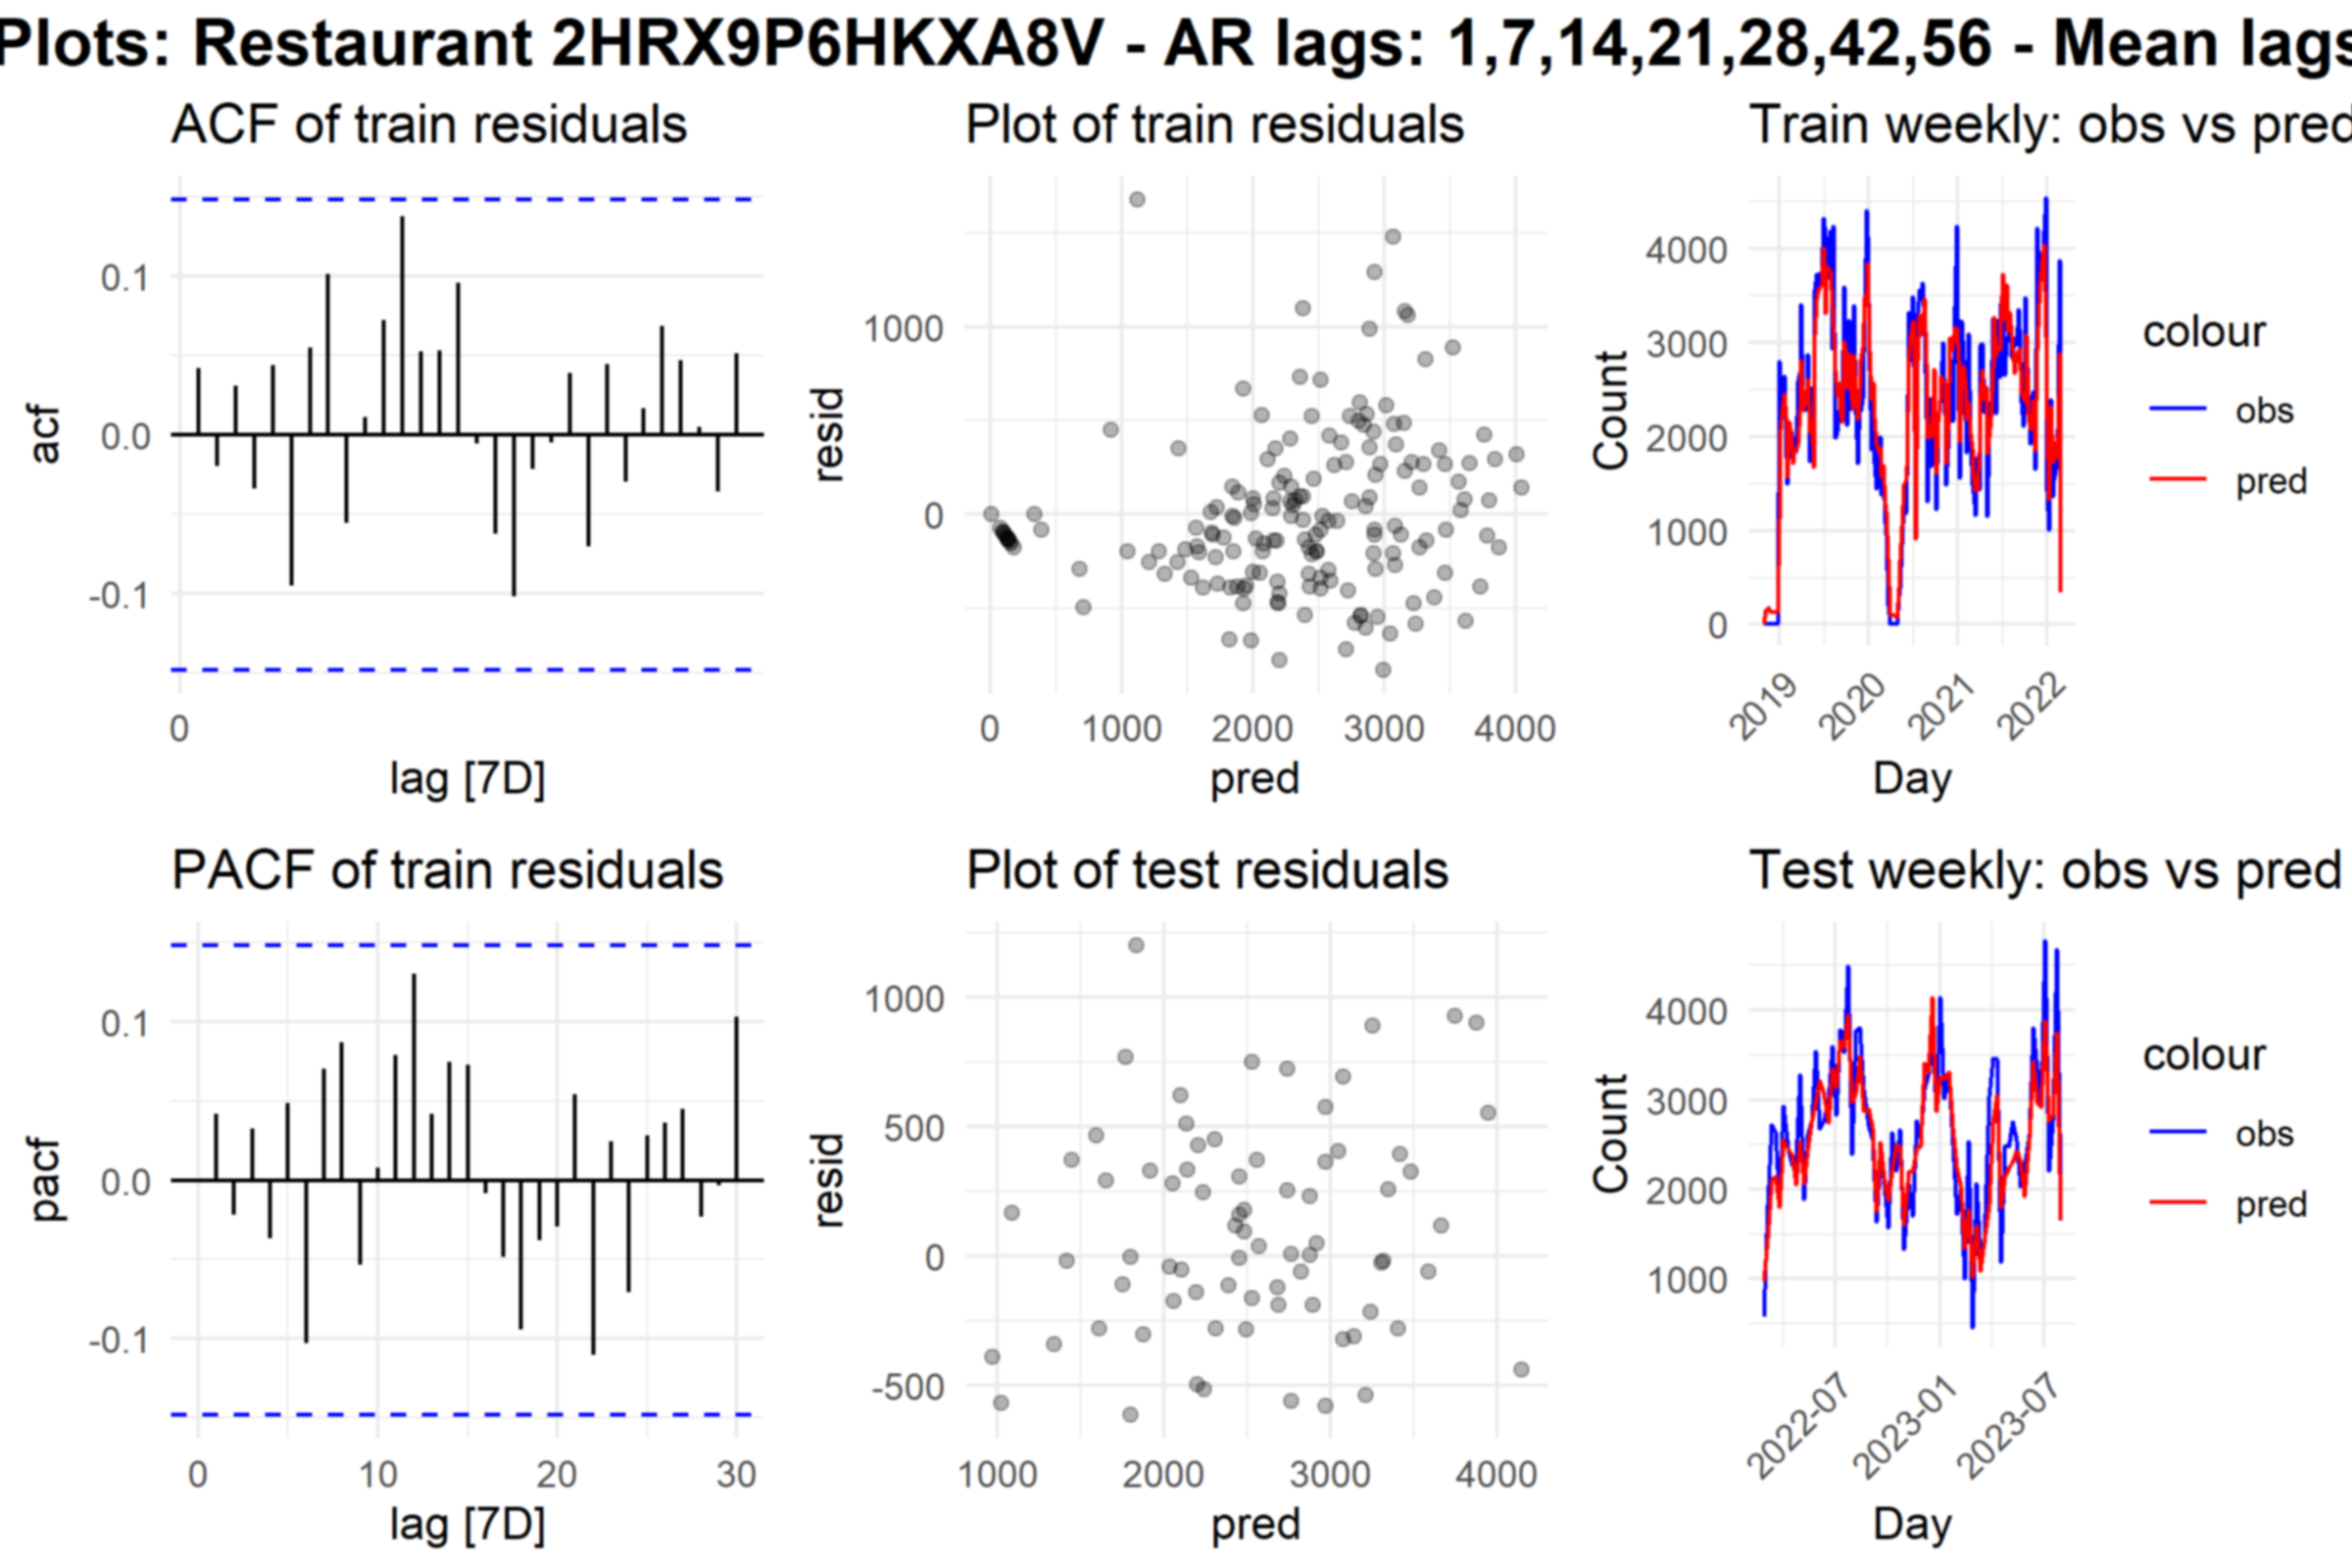 Plots: Restaurant 2HRX9P6HKXA8V - AR lags: 1,7,14,21,28,42,56 - Mean lags
ACF of train residuals
acf
0.1
0.0
-0.1
0
lag [7D]
Plot of train residuals
resid
1000
0
0 1000 2000 3000 4000
pred
Train weekly: obs vs pred
Count
4000
3000
2000
1000
0
2019 2020 2021 2022
Day
colour
obs
pred
PACF of train residuals
pacf
0.1
0.0
-0.1
0 10 20 30
lag [7D]
Plot of test residuals
resid
1000
500
0
-500
1000 2000 3000 4000
pred
Test weekly: obs vs pred
Count
4000
3000
2000
1000
2022-07 2023-01 2023-07
Day
colour
obs
pred